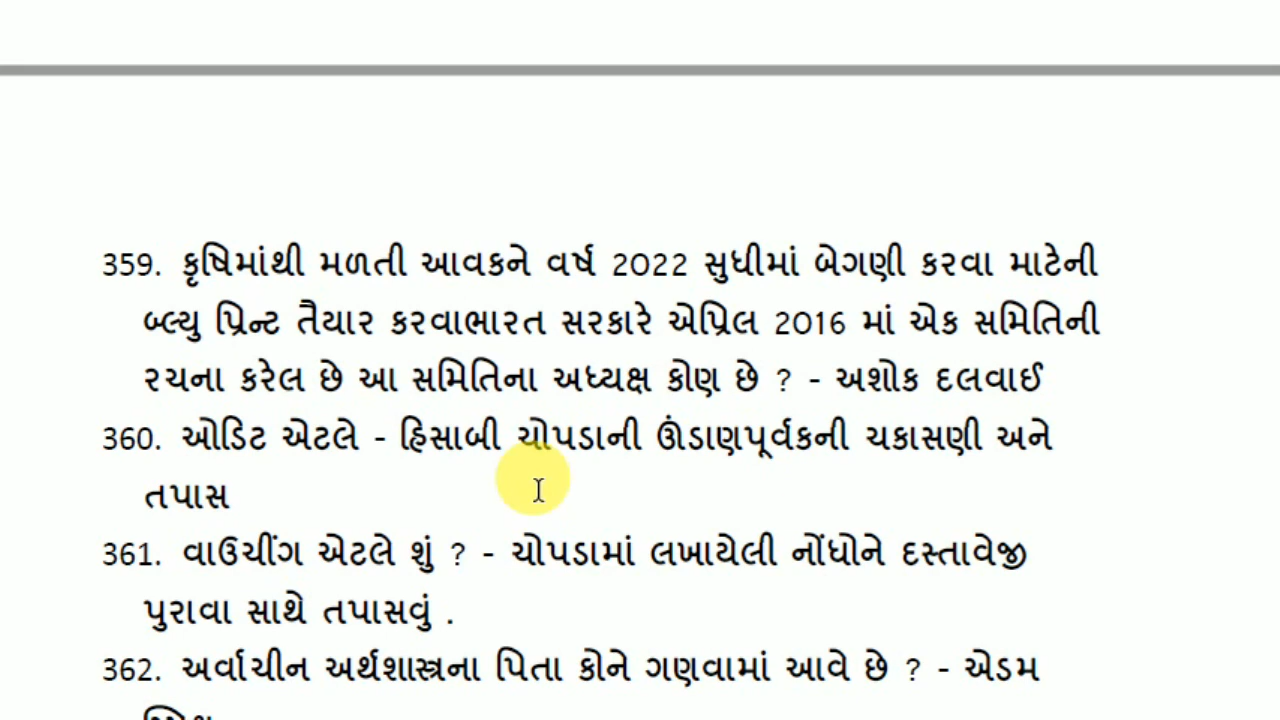 359. કૃષિમાંથી મળતી આવકને વર્ષ 2022 સુધીમાં બેગણી કરવા માટેની
બ્લ્યુ પ્રિન્ટ તૈયાર કરવાભારત સરકારે એપ્રિલ 2016 માં એક સમિતિની
રચના કરેલ છે આ સમિતિના અધ્યક્ષ કોણ છે ? - અશોક દલવાઈ
360. ઓડિટ એટલે - હિસાબી ચોપડાની ઊંડાણપૂર્વકની ચકાસણી અને
તપાસ
361. વાઉચીંગ એટલે શું ? - ચોપડામાં લખાયેલી નોંધોને દસ્તાવેજી
પુરાવા સાથે તપાસવું .
362. અર્વાચીન અર્થશાસ્ત્રના પિતા કોને ગણવામાં આવે છે ? - એડમ